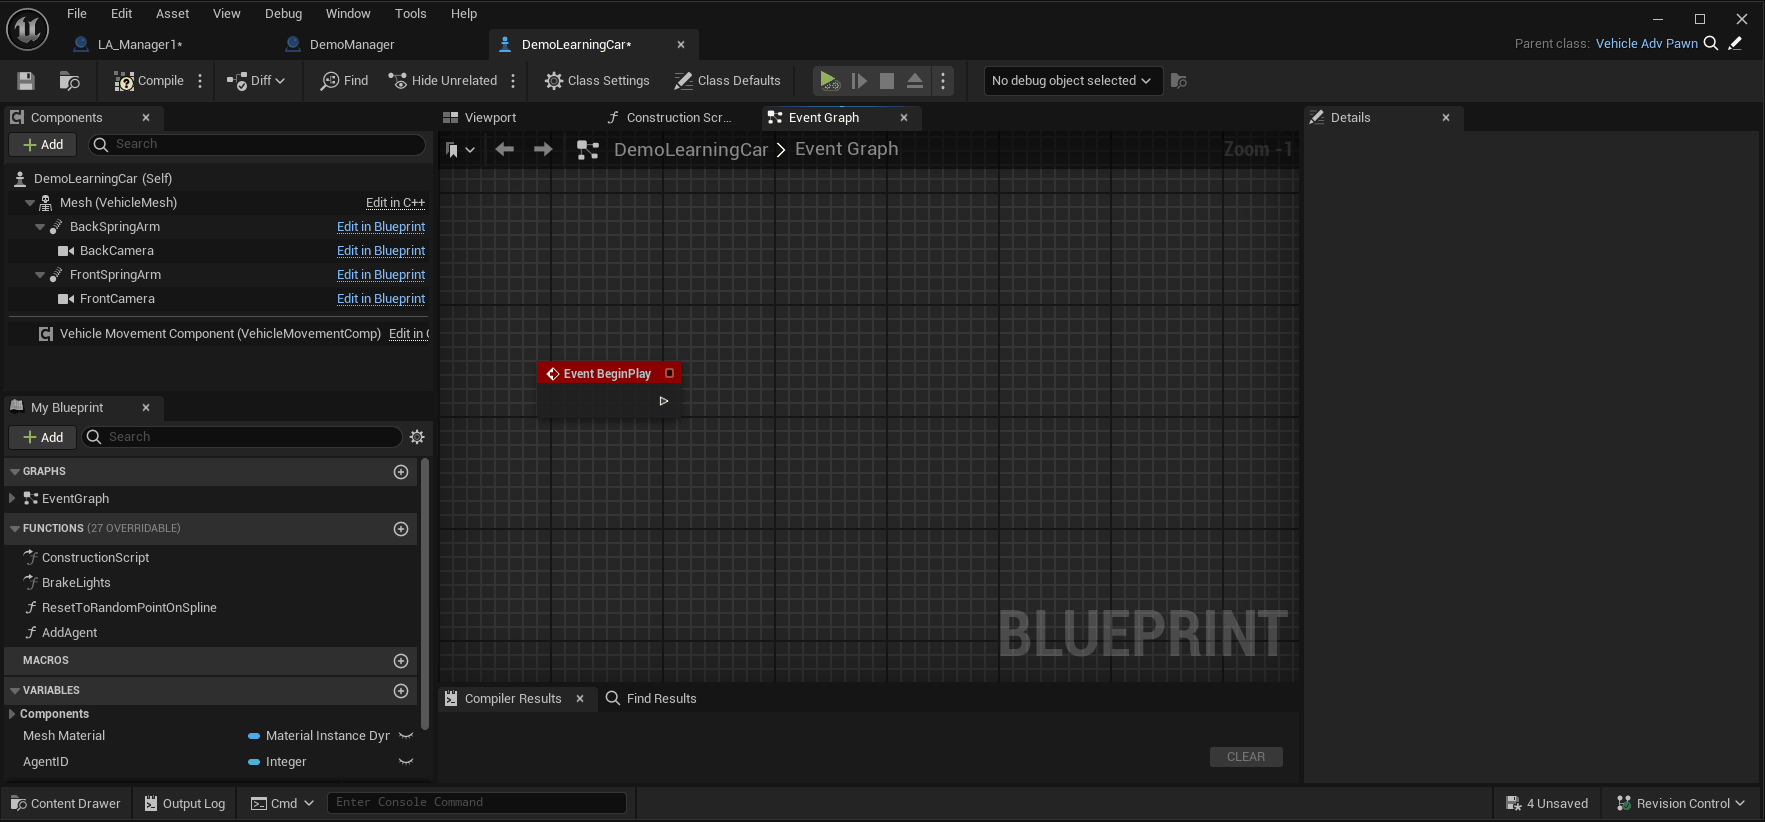 File Edit Asset View Debug Window Tools Help
LA_Manager1* DemoManager DemoLearningCar*
Parent class: Vehicle Adv Pawn
Compile Diff Find Hide Unrelated Class Settings Class Defaults No debug object selected
Components
Add Search
DemoLearningCar (Self)
Mesh (VehicleMesh) Edit in C++
BackSpringArm Edit in Blueprint
BackCamera Edit in Blueprint
FrontSpringArm Edit in Blueprint
FrontCamera Edit in Blueprint
Vehicle Movement Component (VehicleMovementComp) Edit in C
My Blueprint
Add Search
GRAPHS
EventGraph
FUNCTIONS (27 OVERRIDABLE)
ConstructionScript
BrakeLights
ResetToRandomPointOnSpline
AddAgent
MACROS
VARIABLES
Components
Mesh Material Material Instance Dyr
AgentID Integer
Viewport Construction Scr... Event Graph
DemoLearningCar > Event Graph Zoom -1
Event BeginPlay
BLUEPRINT
Compiler Results Find Results
CLEAR
Details
Content Drawer Output Log Cmd Enter Console Command 4 Unsaved Revision Control